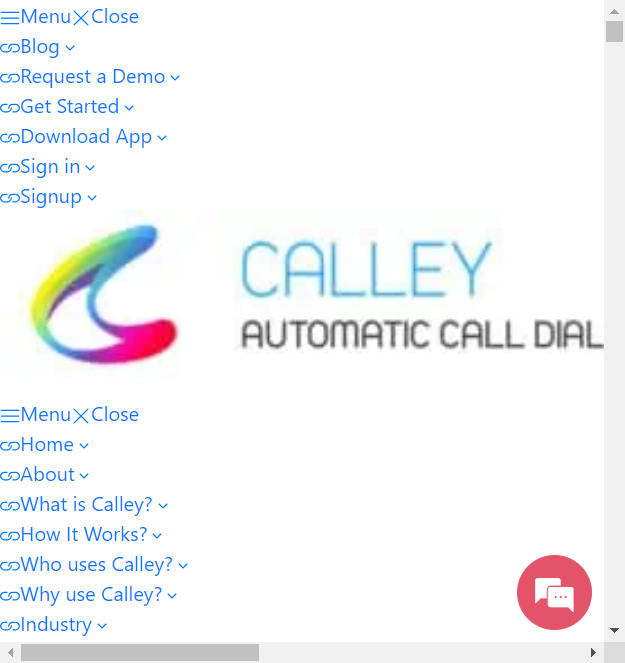 Menu Close
Blog
Request a Demo
Get Started
Download App
Sign in
Signup
CALLEY
AUTOMATIC CALL DIAL
Menu Close
Home
About
What is Calley?
How It Works?
Who uses Calley?
Why use Calley?
Industry